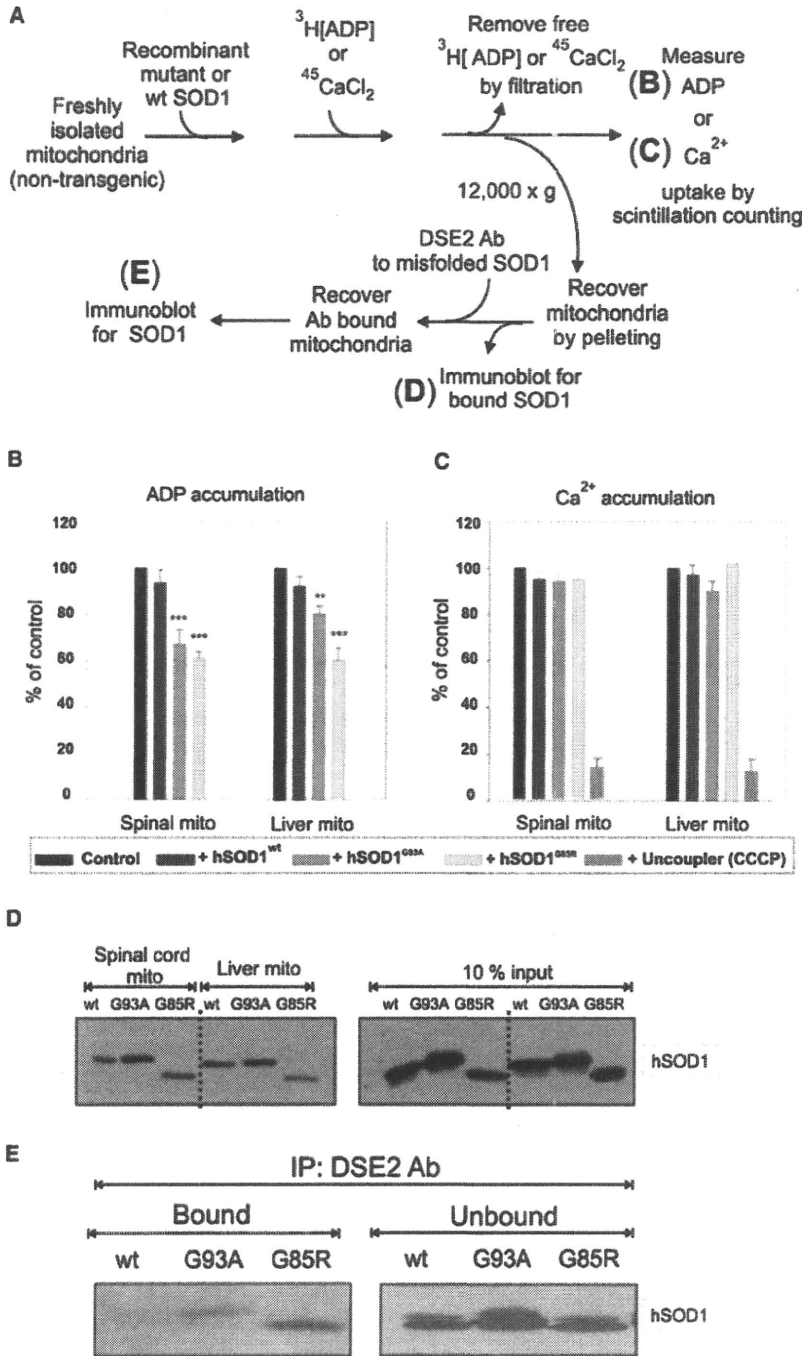 A
Recombinant
mutant or
wt SOD1
Freshly
isolated
mitochondria
(non-transgenic)
³H[ADP]
or
⁴⁵CaCl₂
Remove free
³H[ ADP] or ⁴⁵CaCl₂
by filtration
Measure
(B) ADP
or
(C) Ca²⁺
uptake by
scintillation counting
12,000 x g
DSE2 Ab
to misfolded SOD1
Recover
mitochondria
by pelleting
Recover
Ab bound
mitochondria
(E)
Immunoblot
for SOD1
(D) Immunoblot for
bound SOD1
B
ADP accumulation
% of control
120
100
80
60
40
20
0
***
***
**
***
Spinal mito
Liver mito
C
Ca²⁺ accumulation
% of control
120
100
80
60
40
20
0
Spinal mito
Liver mito
Control
+ hSOD1ʷᵗ
+ hSOD1ᴳ⁹³ᴬ
+ hSOD1ᴳ⁸⁵ᴿ
+ Uncoupler (CCCP)
D
Spinal cord
mito
Liver mito
10 % input
wt G93A G85R wt G93A G85R
wt G93A G85R wt G93A G85R
hSOD1
E
IP: DSE2 Ab
Bound
Unbound
wt G93A G85R
wt G93A G85R
hSOD1